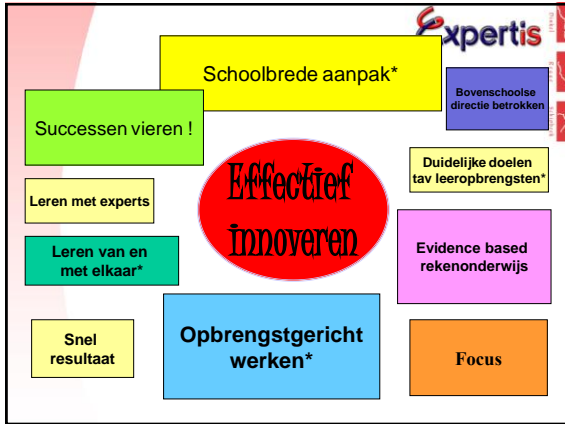 Expertis
Schoolbrede aanpak*
Bovenschoolse
directie betrokken
Successen vieren !
Effectief
innoveren
Duidelijke doelen
tav leeropbrengsten*
Leren met experts
Leren van en
met elkaar*
Evidence based
rekenonderwijs
Opbrengstgericht
werken*
Snel
resultaat
Focus